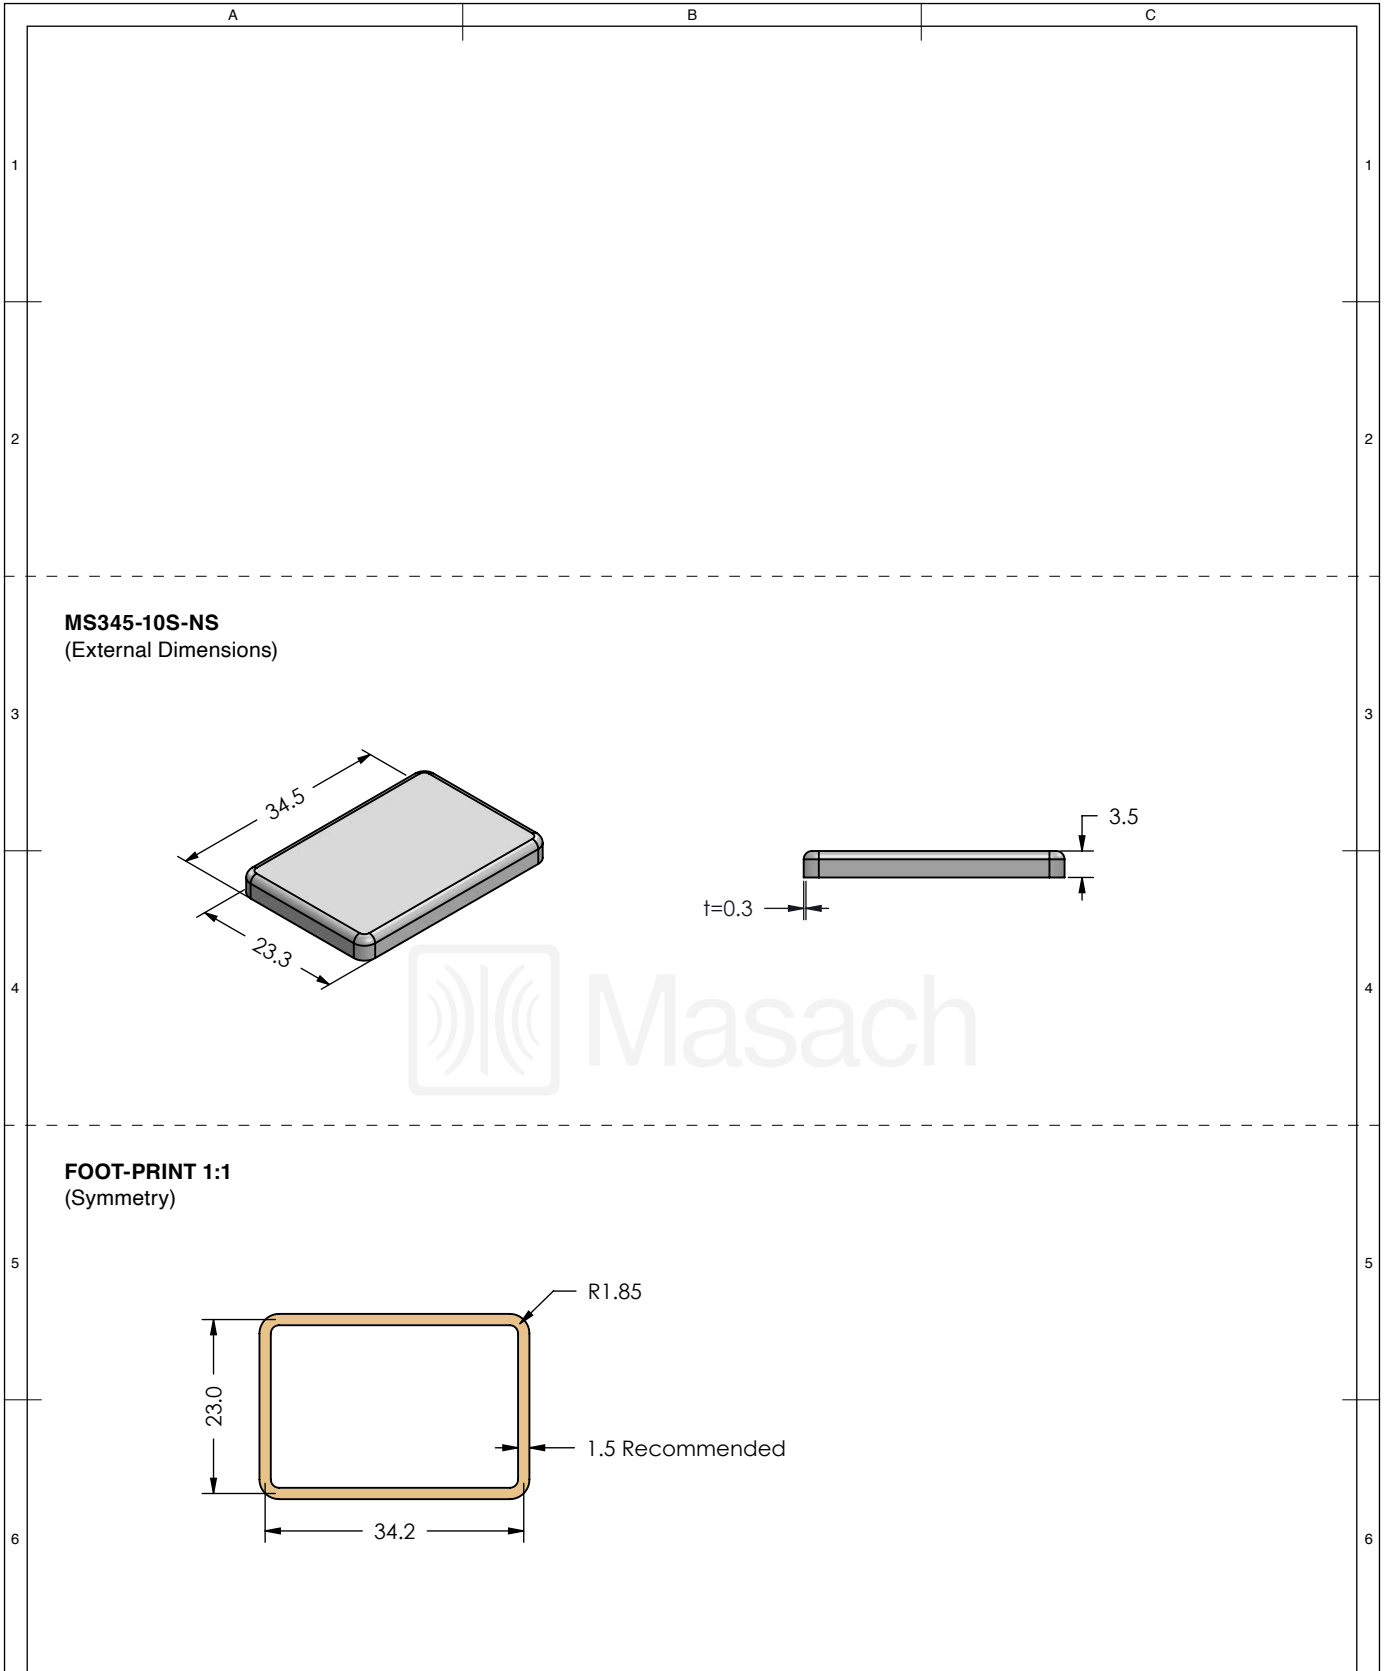 A B C
1 1
2 2
MS345-10S-NS
(External Dimensions)
3 3
34.5
3.5
t=0.3
23.3
4 4
Masach
FOOT-PRINT 1:1
(Symmetry)
5 5
R1.85
23.0
1.5 Recommended
34.2
6 6